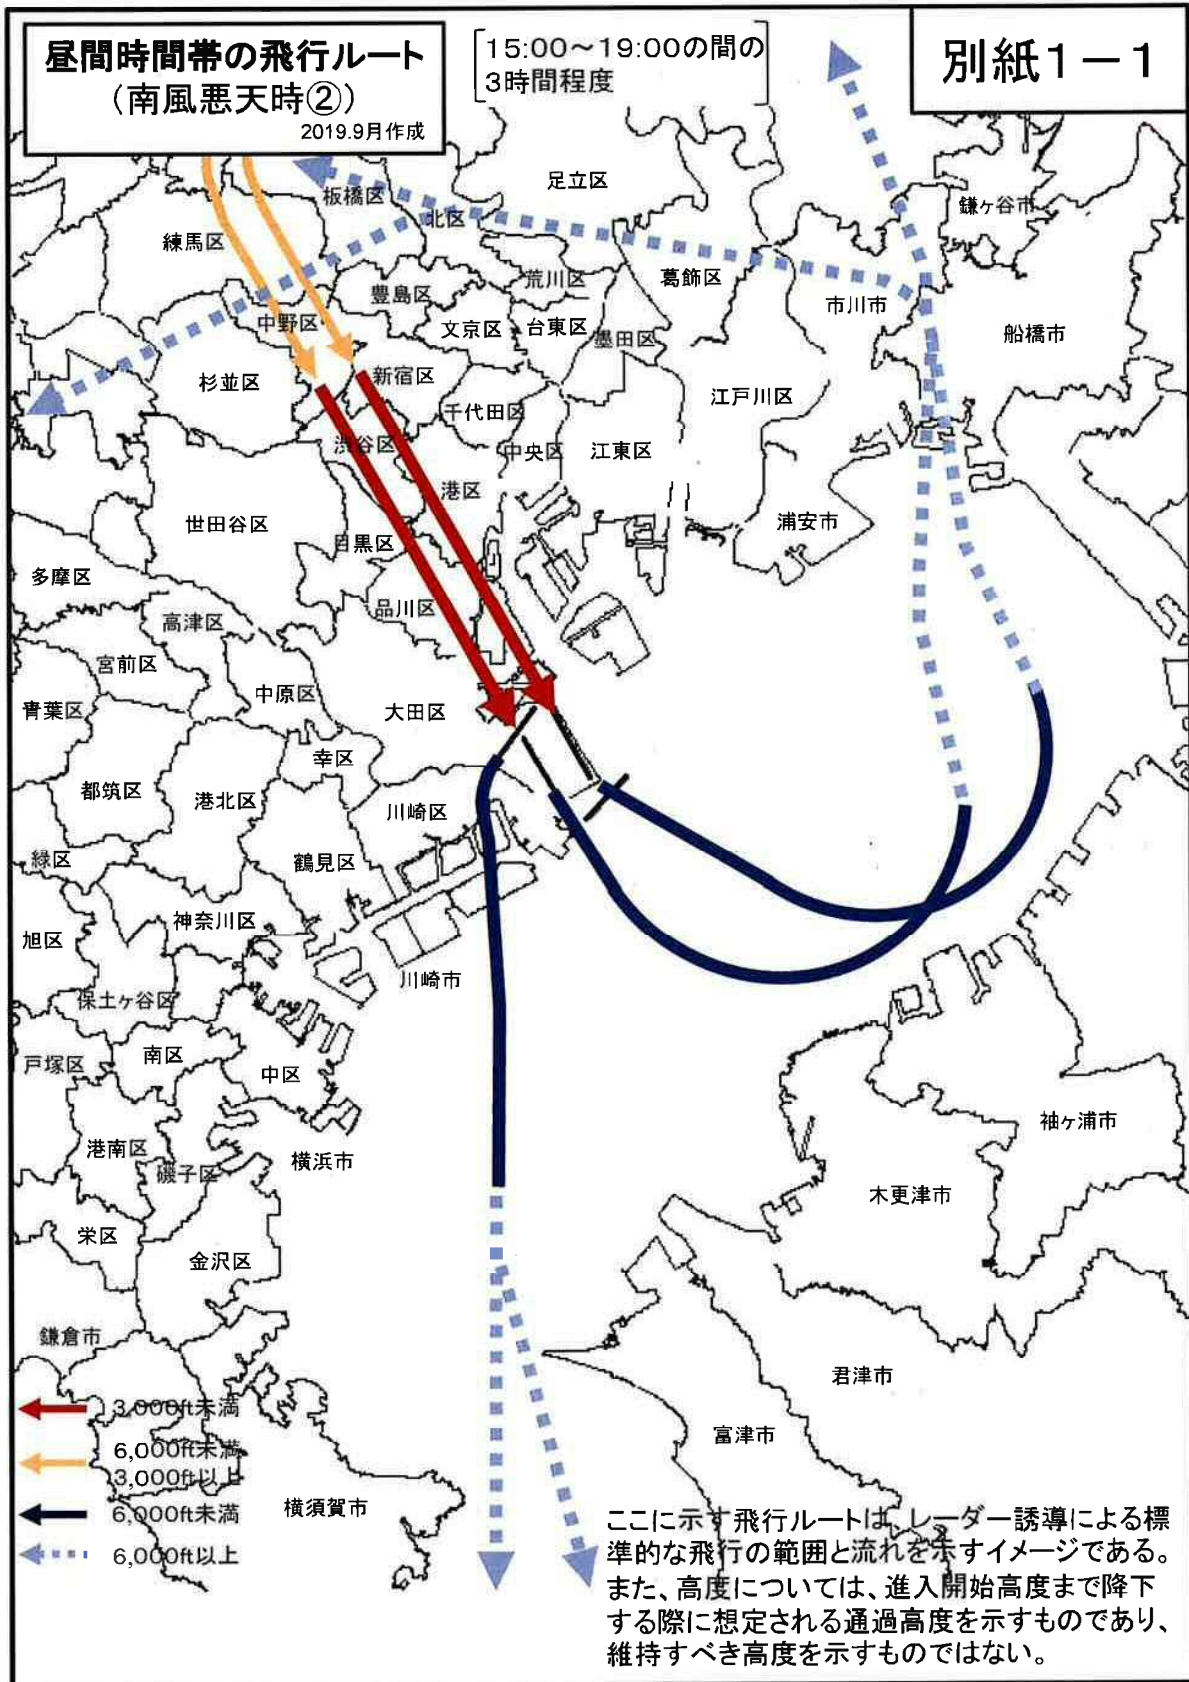 昼間時間帯の飛行ルート
(南風悪天時②)
2019.9月作成
15:00～19:00の間の
3時間程度
別紙1－1
足立区
板橋区
北区
鎌ヶ谷市
練馬区
荒川区
葛飾区
豊島区
市川市
中野区
文京区
台東区
墨田区
船橋市
杉並区
新宿区
千代田区
江戸川区
渋谷区
中央区
江東区
港区
世田谷区
浦安市
目黒区
多摩区
品川区
高津区
宮前区
中原区
青葉区
大田区
幸区
都筑区
港北区
川崎区
緑区
鶴見区
神奈川区
旭区
川崎市
保土ヶ谷区
戸塚区
南区
中区
港南区
磯子区
横浜市
袖ヶ浦市
木更津市
栄区
金沢区
鎌倉市
君津市
富津市
横須賀市
3,000ft未満
6,000ft未満
3,000ft以上
6,000ft未満
6,000ft以上
ここに示す飛行ルートは、レーダー誘導による標
準的な飛行の範囲と流れを示すイメージである。
また、高度については、進入開始高度まで降下
する際に想定される通過高度を示すものであり、
維持すべき高度を示すものではない。